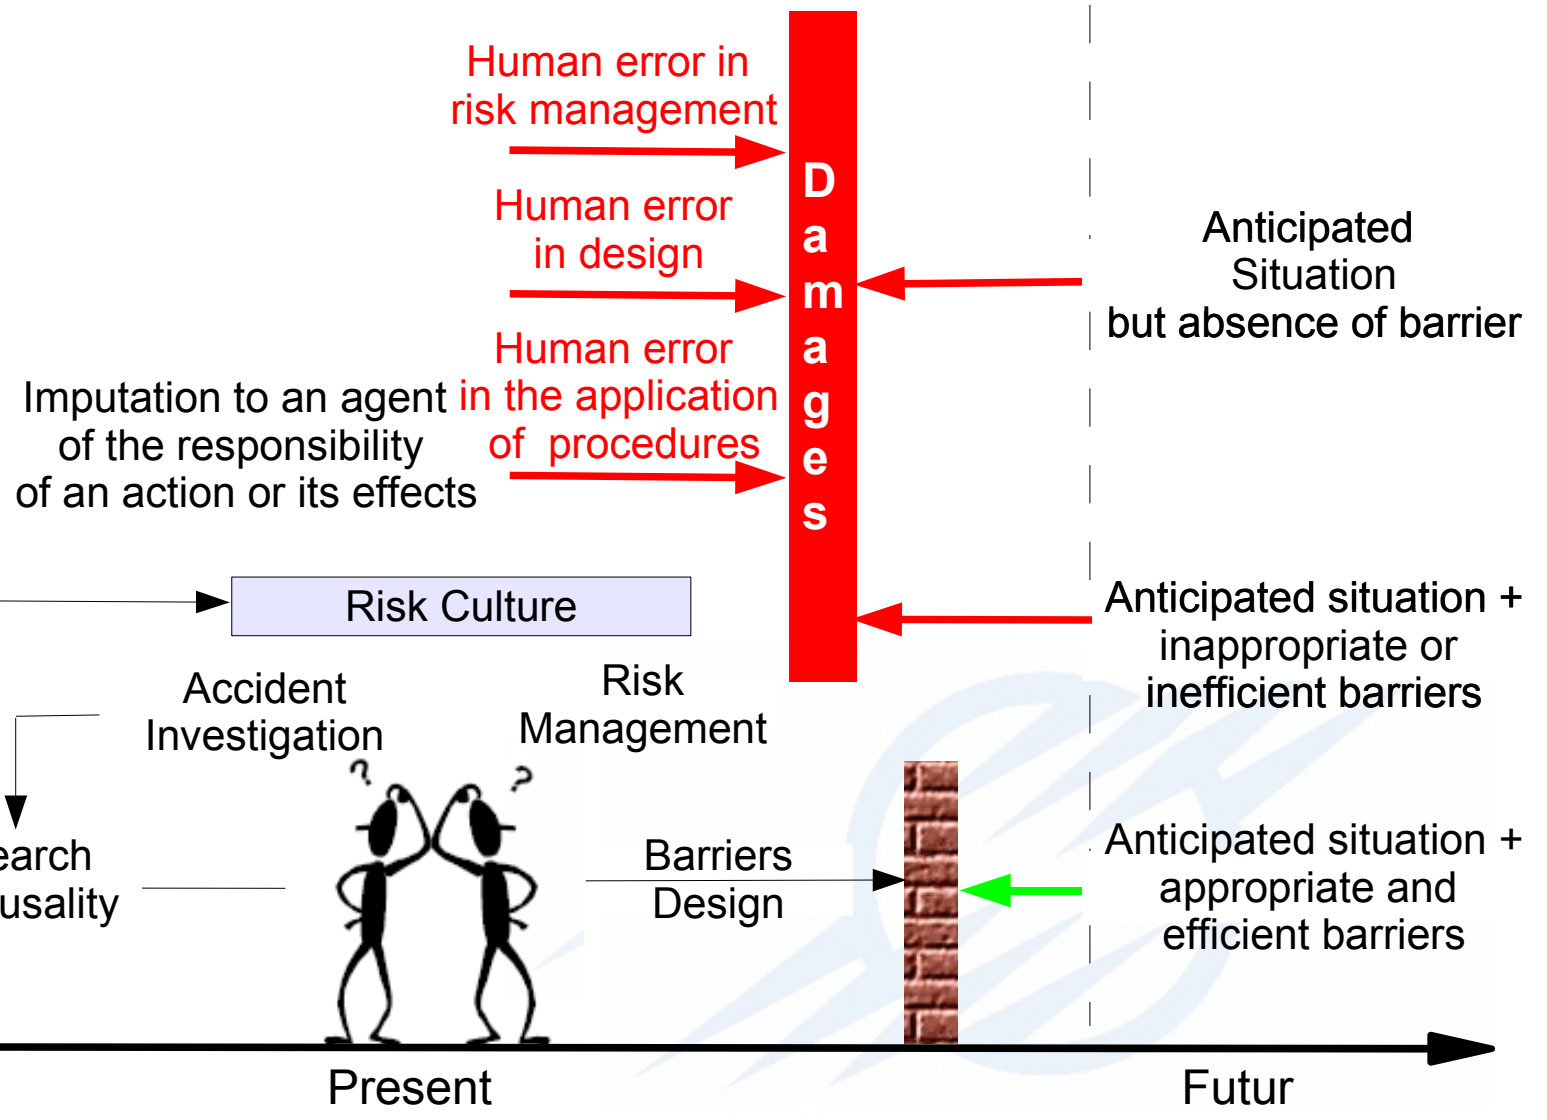 Human error in
risk management
Human error
in design
Human error
in the application
of procedures
Damages
Anticipated
Situation
but absence of barrier
Imputation to an agent
of the responsibility
of an action or its effects
Risk Culture
Anticipated situation +
inappropriate or
inefficient barriers
Accident
Investigation
Risk
Management
?
?
earch
usality
Barriers
Design
Anticipated situation +
appropriate and
efficient barriers
Present
Futur